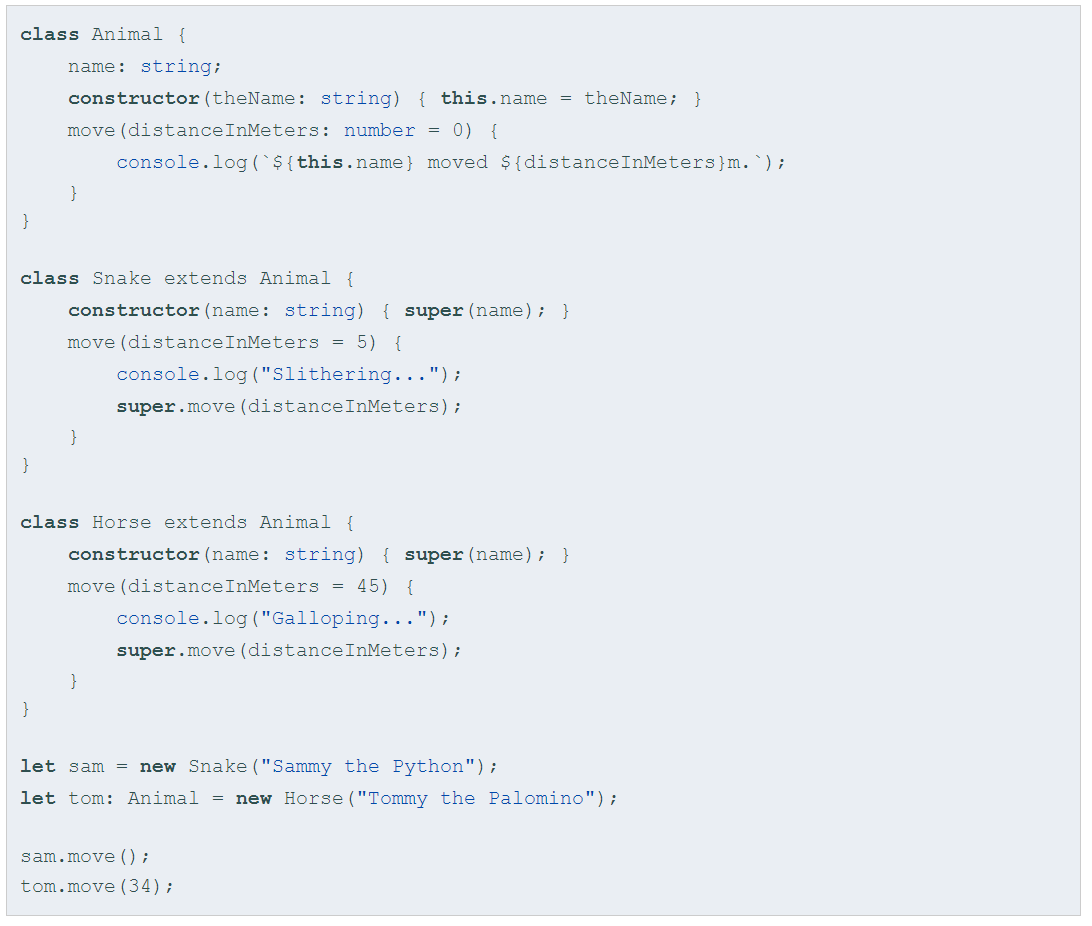 class Animal {
    name: string;
    constructor(theName: string) { this.name = theName; }
    move(distanceInMeters: number = 0) {
        console.log(`${this.name} moved ${distanceInMeters}m.`);
    }
}

class Snake extends Animal {
    constructor(name: string) { super(name); }
    move(distanceInMeters = 5) {
        console.log("Slithering...");
        super.move(distanceInMeters);
    }
}

class Horse extends Animal {
    constructor(name: string) { super(name); }
    move(distanceInMeters = 45) {
        console.log("Galloping...");
        super.move(distanceInMeters);
    }
}

let sam = new Snake("Sammy the Python");
let tom: Animal = new Horse("Tommy the Palomino");

sam.move();
tom.move(34);